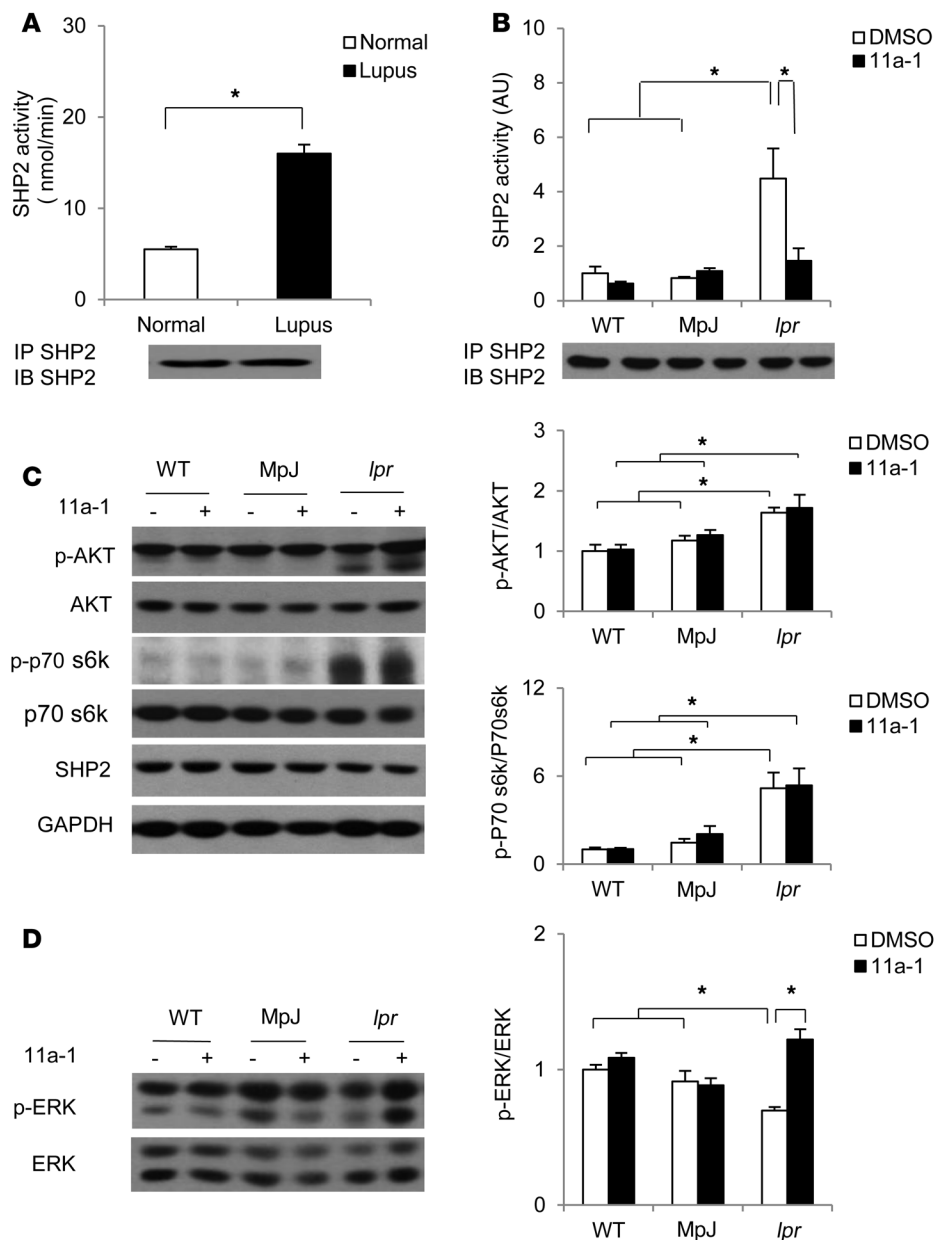 A
SHP2 activity
( nmol/min)
30
20
10
0
Normal
Lupus
*
Normal Lupus
IP SHP2
IB SHP2
B
SHP2 activity (AU)
10
8
6
4
2
0
DMSO
11a-1
* *
WT MpJ lpr
IP SHP2
IB SHP2
C
WT MpJ lpr
11a-1 - + - + - +
p-AKT
AKT
p-p70 s6k
p70 s6k
SHP2
GAPDH
p-AKT/AKT
3
2
1
0
DMSO
11a-1
*
*
WT MpJ lpr
p-P70 s6k/P70s6k
12
6
0
DMSO
11a-1
*
*
WT MpJ lpr
D
WT MpJ lpr
11a-1 - + - + - +
p-ERK
ERK
p-ERK/ERK
2
1
0
DMSO
11a-1
* *
WT MpJ lpr